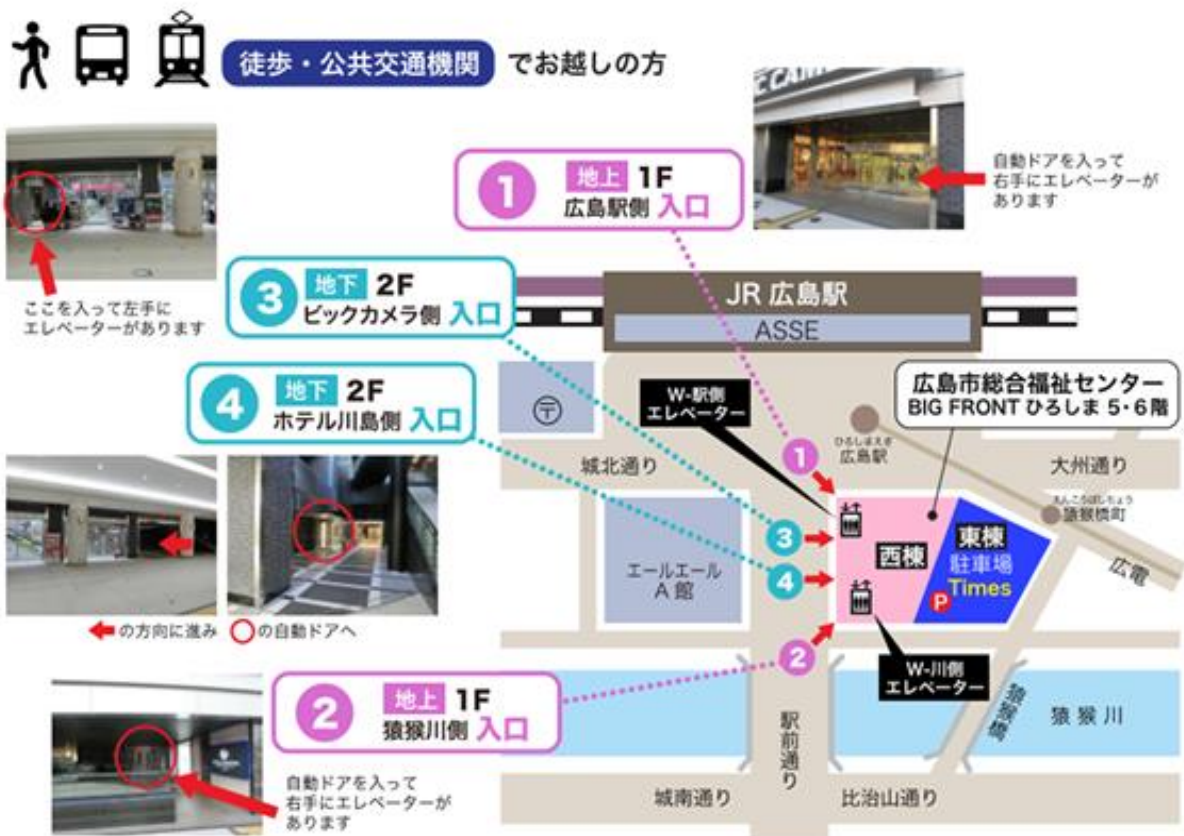 徒歩・公共交通機関 でお越しの方
自動ドアを入って
右手にエレベーターが
あります
1 地上 1F
広島駅側 入口
ここを入って左手に
エレベーターがあります
3 地下 2F
ビックカメラ側 入口
4 地下 2F
ホテル川島側 入口
JR 広島駅
ASSE
広島市総合福祉センター
BIG FRONT ひろしま 5・6階
W-駅側
エレベーター
〒
ひろしまえき
広島駅
城北通り
大州通り
1
えんこうばしちょう
猿猴橋町
広電
3
4
西棟
東棟
駐車場
Times
P
エールエール
A 館
2
W-川側
エレベーター
の方向に進み の自動ドアへ
2 地上 1F
猿猴川側 入口
駅前通り
猿猴橋
猿猴川
自動ドアを入って
右手にエレベーターが
あります
城南通り
比治山通り